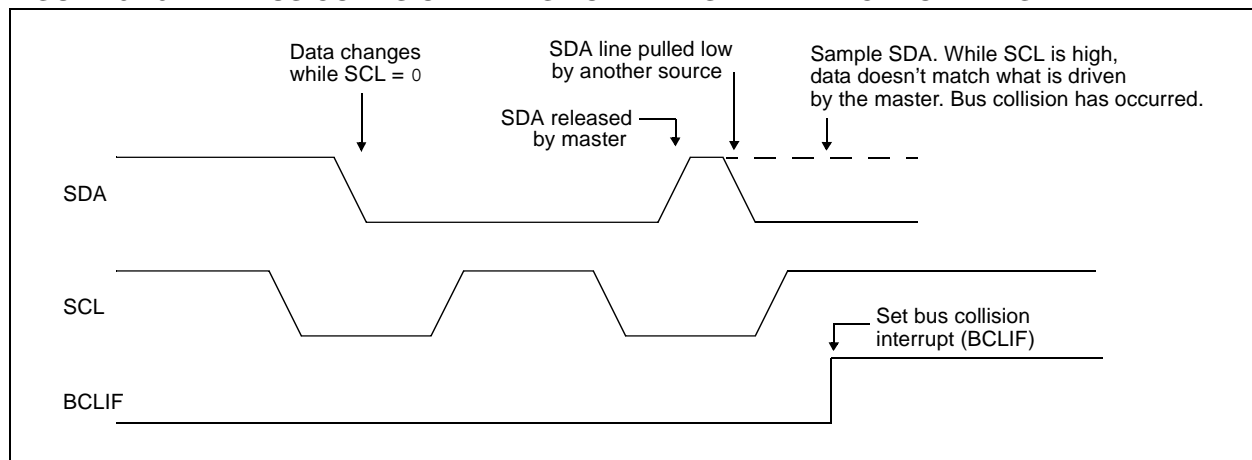 Data changes
while SCL = 0
SDA line pulled low
by another source
Sample SDA. While SCL is high,
data doesn't match what is driven
by the master. Bus collision has occurred.
SDA released
by master
SDA
SCL
Set bus collision
interrupt (BCLIF)
BCLIF